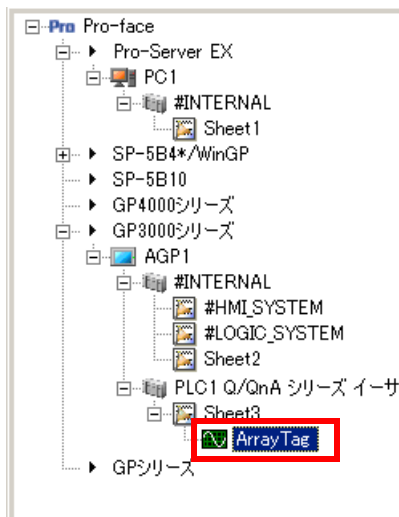 Pro Pro-face
Pro-Server EX
PC1
#INTERNAL
Sheet1
SP-5B4*/WinGP
SP-5B10
GP4000シリーズ
GP3000シリーズ
AGP1
#INTERNAL
#HMI_SYSTEM
#LOGIC_SYSTEM
Sheet2
PLC1 Q/QnA シリーズ イーサ
Sheet3
ArrayTag
GPシリーズ